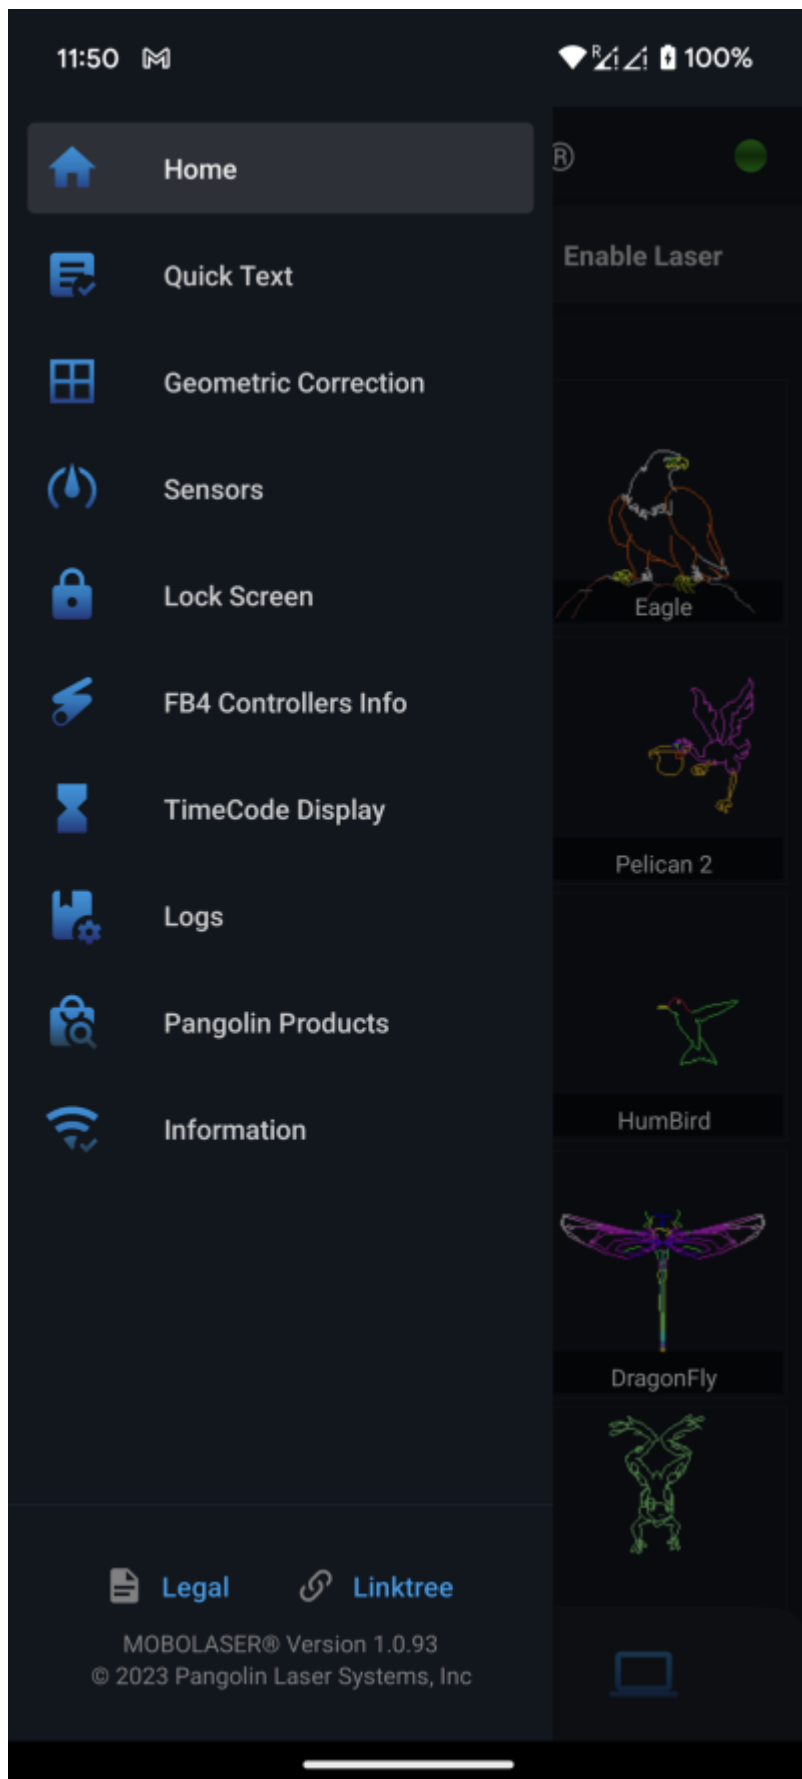 11:50
R
100%
Home
®
Quick Text
Enable Laser
Geometric Correction
Sensors
Lock Screen
Eagle
FB4 Controllers Info
TimeCode Display
Pelican 2
Logs
Pangolin Products
HumBird
Information
DragonFly
Legal
Linktree
MOBOLASER® Version 1.0.93
© 2023 Pangolin Laser Systems, Inc